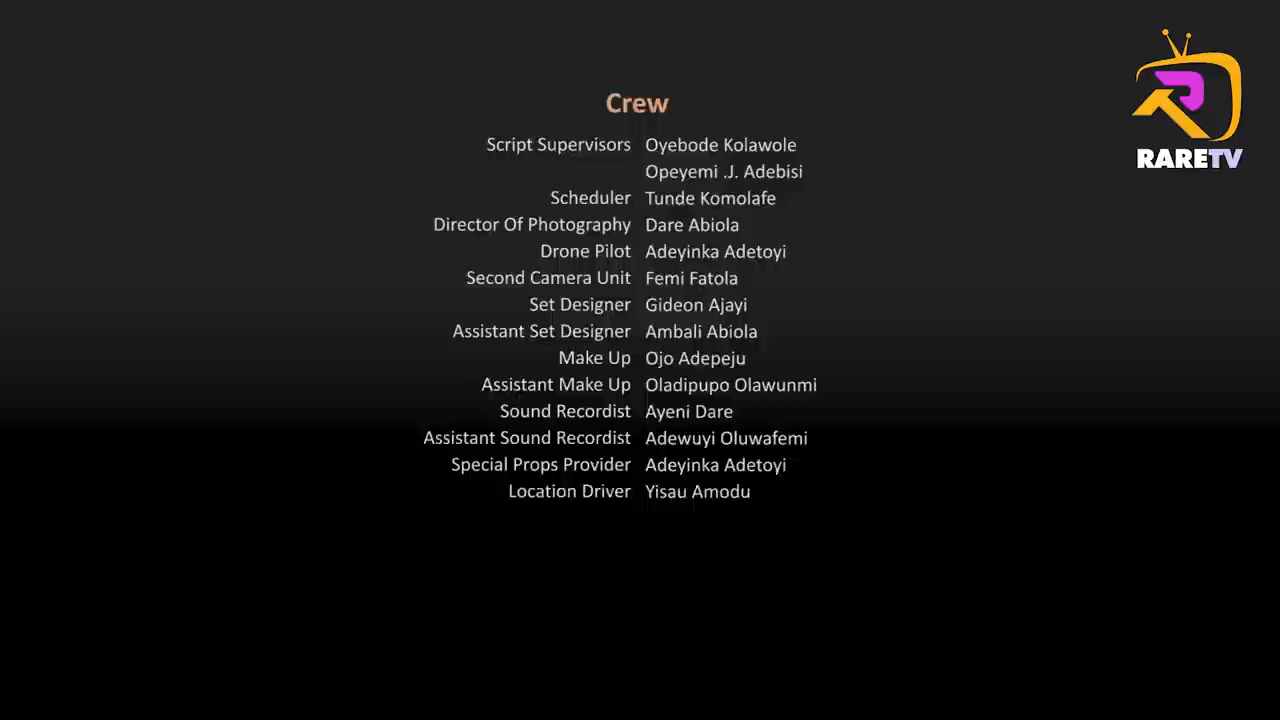 Crew
Script Supervisors Oyebode Kolawole
Opeyemi .J. Adebisi
Scheduler Tunde Komolafe
Director Of Photography Dare Abiola
Drone Pilot Adeyinka Adetoyi
Second Camera Unit Femi Fatola
Set Designer Gideon Ajayi
Assistant Set Designer Ambali Abiola
Make Up Ojo Adepeju
Assistant Make Up Oladipupo Olawunmi
Sound Recordist Ayeni Dare
Assistant Sound Recordist Adewuyi Oluwafemi
Special Props Provider Adeyinka Adetoyi
Location Driver Yisau Amodu
RARETV